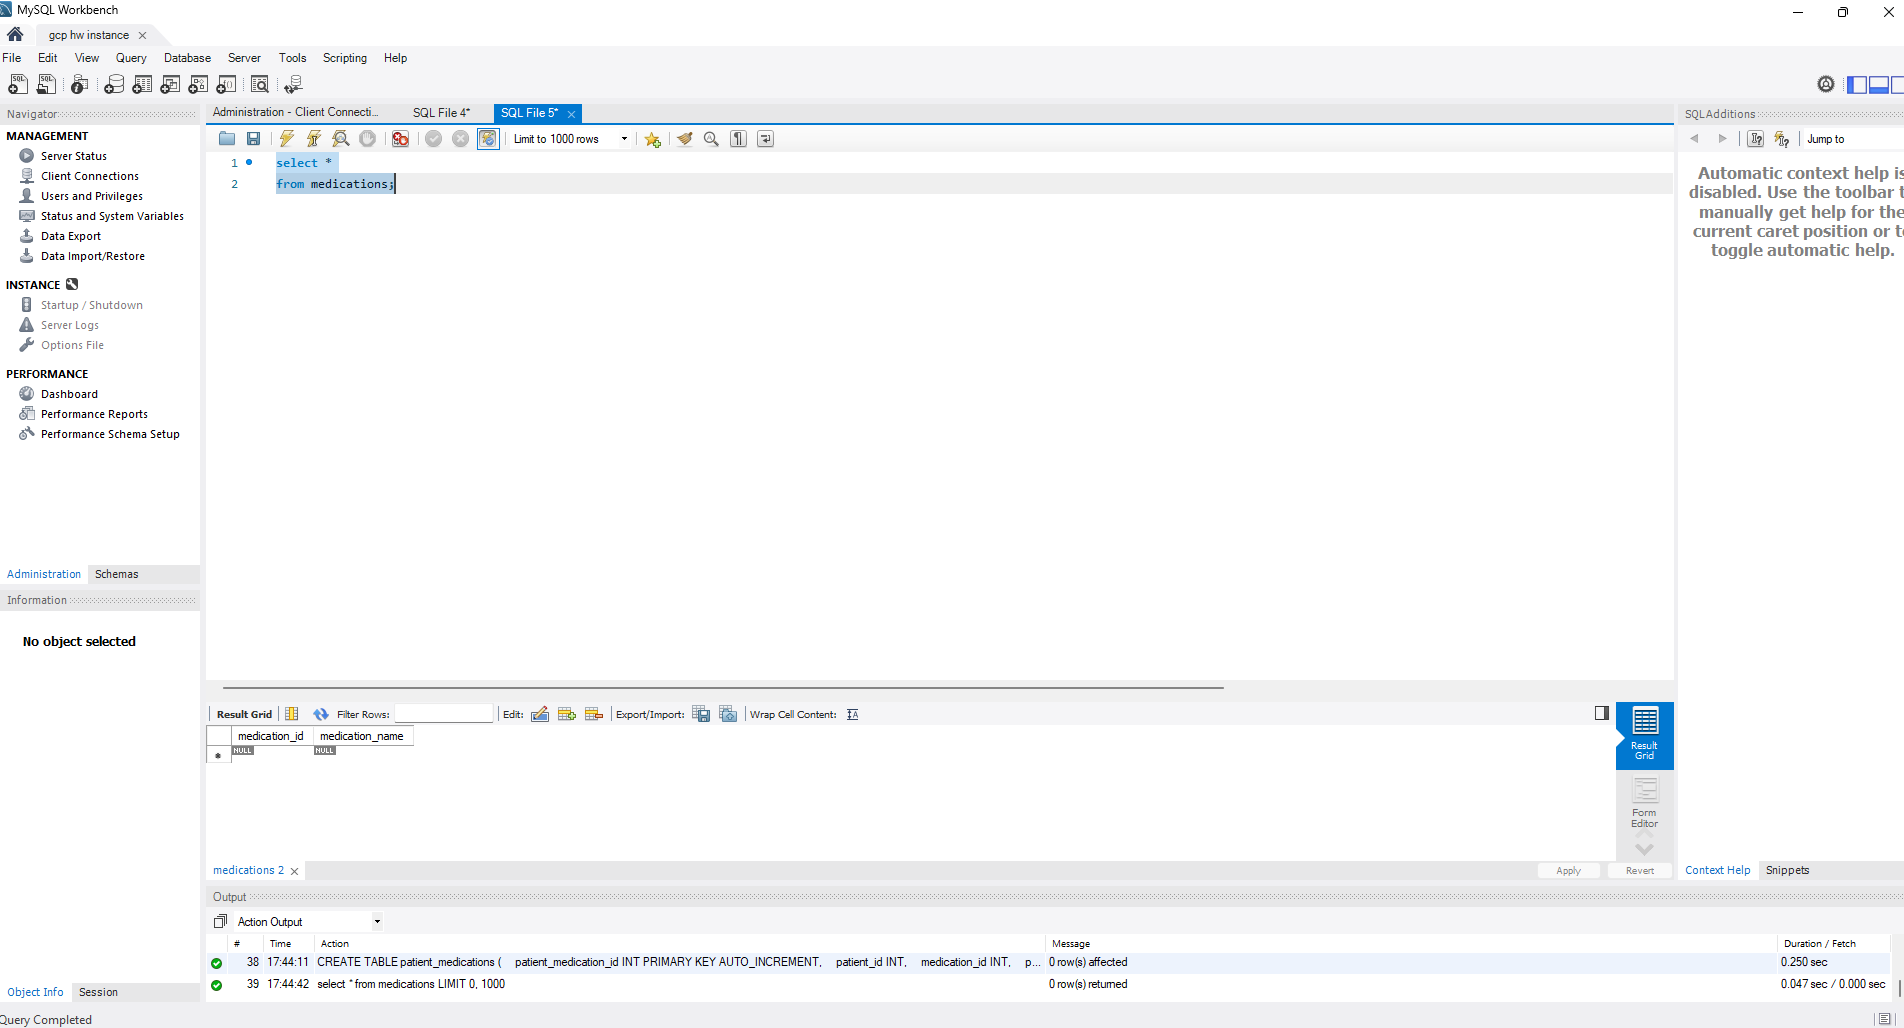 MySQL Workbench
gcp hw instance
File Edit View Query Database Server Tools Scripting Help
Navigator
MANAGEMENT
Server Status
Client Connections
Users and Privileges
Status and System Variables
Data Export
Data Import/Restore
INSTANCE
Startup / Shutdown
Server Logs
Options File
PERFORMANCE
Dashboard
Performance Reports
Performance Schema Setup
Administration Schemas
Information
No object selected
Object Info Session
Query Completed
Administration - Client Connecti... SQL File 4* SQL File 5*
Limit to 1000 rows
1 select *
2 from medications;
Result Grid Filter Rows: Edit: Export/Import: Wrap Cell Content:
medication_id medication_name
* NULL NULL
Result
Grid
Form
Editor
medications 2 Apply Revert
Output
Action Output
# Time Action Message Duration / Fetch
38 17:44:11 CREATE TABLE patient_medications ( patient_medication_id INT PRIMARY KEY AUTO_INCREMENT, patient_id INT, medication_id INT, p... 0 row(s) affected 0.250 sec
39 17:44:42 select * from medications LIMIT 0, 1000 0 row(s) returned 0.047 sec / 0.000 sec
SQLAdditions
Jump to
Automatic context help is
disabled. Use the toolbar t
manually get help for the
current caret position or to
toggle automatic help.
Context Help Snippets